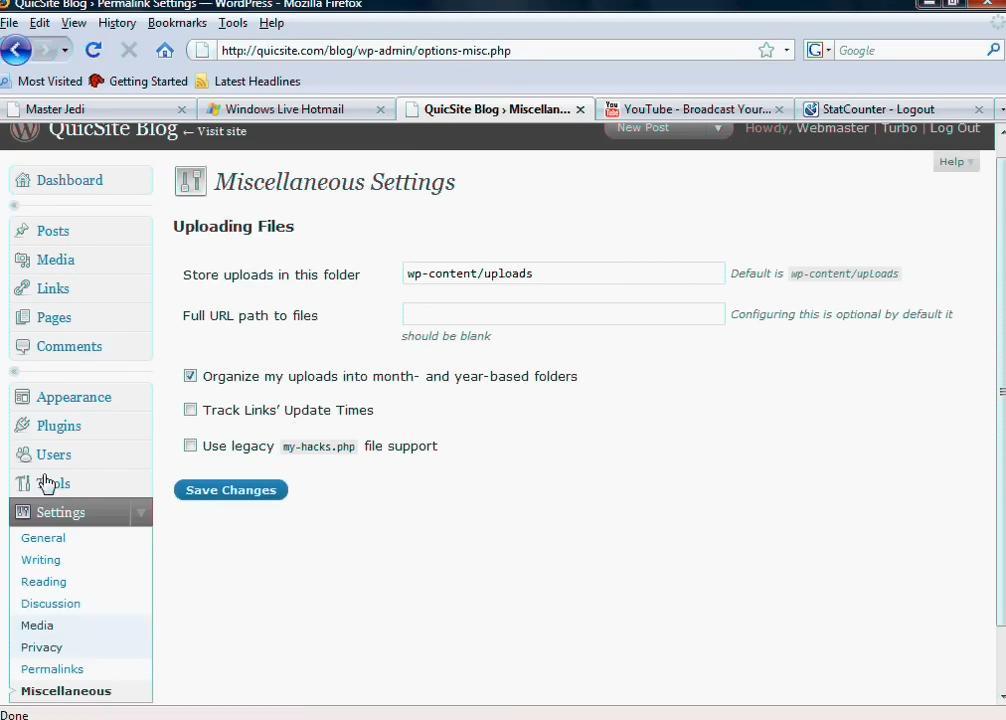 QuicSite Blog › Permalink Settings — WordPress - Mozilla Firefox
File Edit View History Bookmarks Tools Help
http://quicsite.com/blog/wp-admin/options-misc.php
G Google
Most Visited Getting Started Latest Headlines
Master Jedi Windows Live Hotmail QuicSite Blog › Miscellan... YouTube - Broadcast Your... StatCounter - Logout
QuicSite Blog ← Visit site New Post Howdy, Webmaster | Turbo | Log Out
Help
Dashboard
Miscellaneous Settings
Uploading Files
Posts
Media
Links
Pages
Comments
Store uploads in this folder wp-content/uploads Default is wp-content/uploads
Full URL path to files Configuring this is optional by default it
should be blank
Organize my uploads into month- and year-based folders
Track Links’ Update Times
Use legacy my-hacks.php file support
Save Changes
Appearance
Plugins
Users
Tools
Settings
General
Writing
Reading
Discussion
Media
Privacy
Permalinks
Miscellaneous
Done